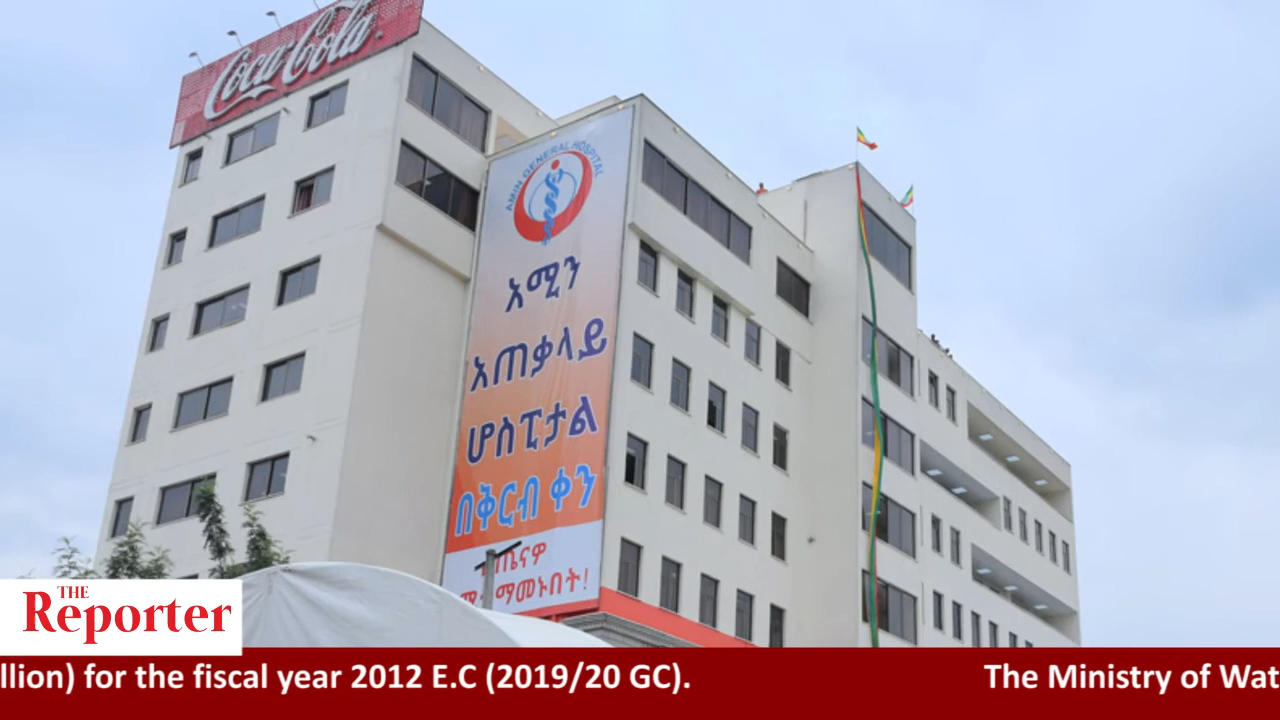 Coca-Cola
AMIN GENERAL HOSPITAL
አሚን
አጠቃላይ
ሆስፒታል
በቅርብ ቀን
THE
Reporter
llion) for the fiscal year 2012 E.C (2019/20 GC).
The Ministry of Wat